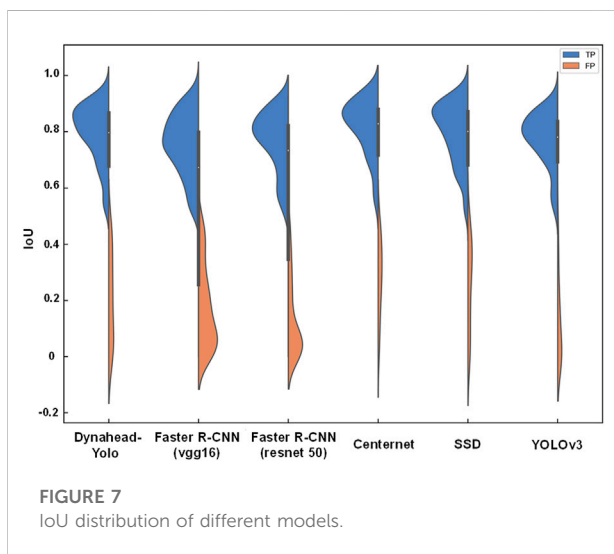 TP
FP
1.0
0.8
0.6
0.4
0.2
0
-0.2
IoU
Dynahead-
Yolo
Faster R-CNN
(vgg16)
Faster R-CNN
(resnet 50)
Centernet
SSD
YOLOv3
FIGURE 7
IoU distribution of different models.